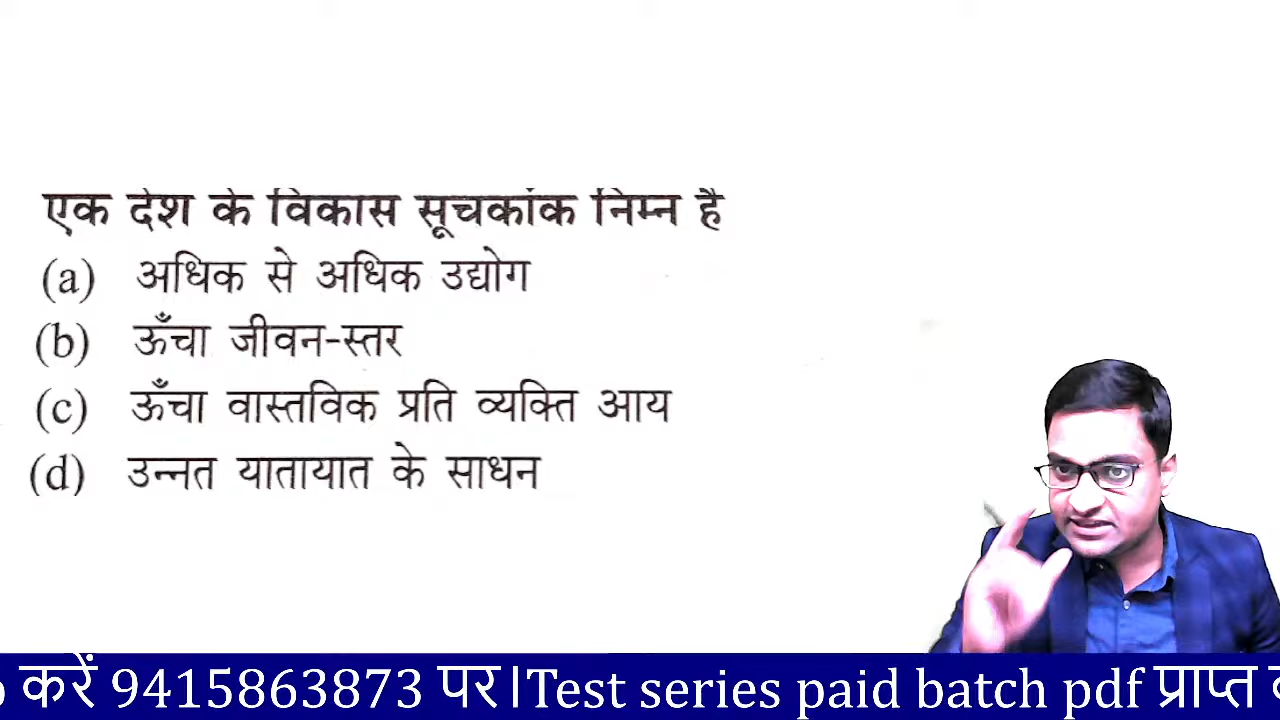 एक देश के विकास सूचकांक निम्न है
(a) अधिक से अधिक उद्योग
(b) ऊँचा जीवन-स्तर
(c) ऊँचा वास्तविक प्रति व्यक्ति आय
(d) उन्नत यातायात के साधन
करें 9415863873 पर।Test series paid batch pdf प्राप्त